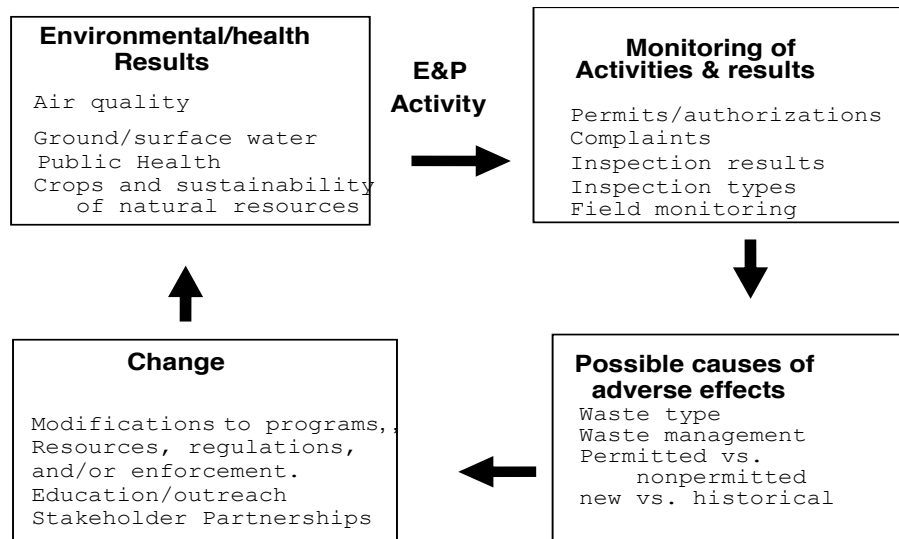 Environmental/health
Results
Air quality
Ground/surface water
Public Health
Crops and sustainability
of natural resources
E&P
Activity
Monitoring of
Activities & results
Permits/authorizations
Complaints
Inspection results
Inspection types
Field monitoring
Possible causes of
adverse effects
Waste type
Waste management
Permitted vs.
nonpermitted
new vs. historical
Change
Modifications to programs,,
Resources, regulations,
and/or enforcement.
Education/outreach
Stakeholder Partnerships